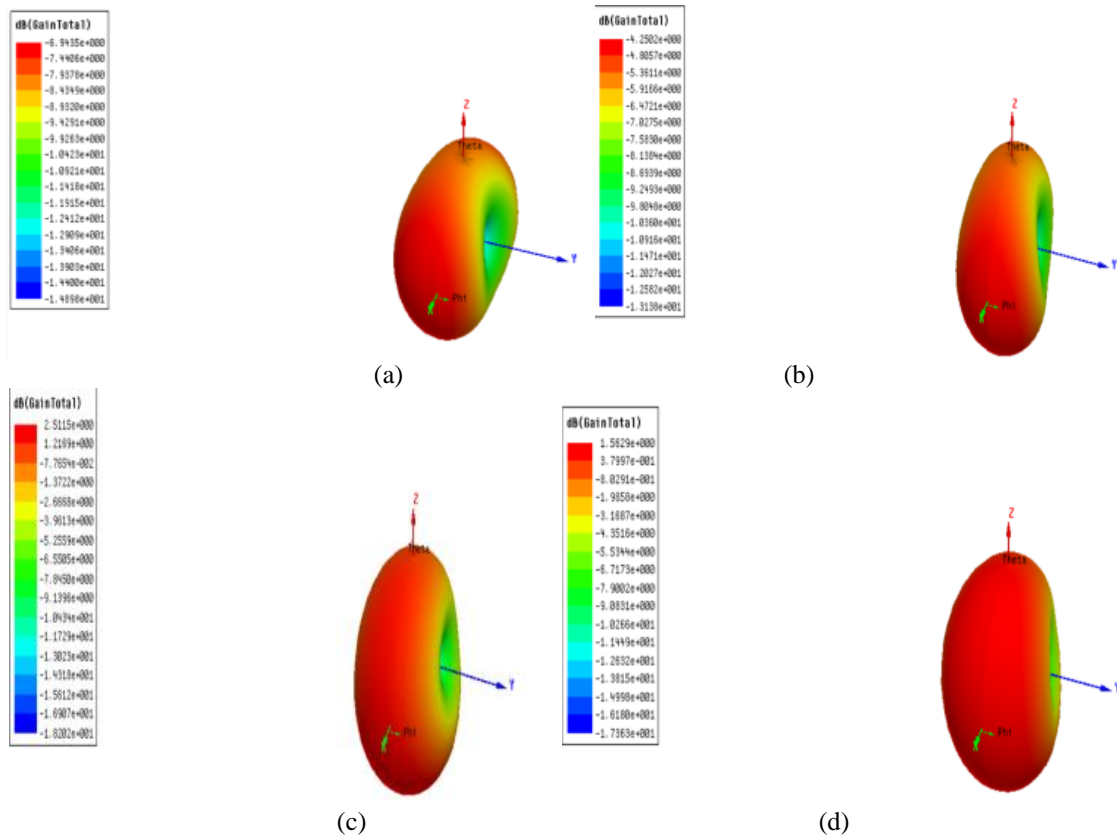 dB(GainTotal)
-6.9435e+000
-7.4406e+000
-7.9378e+000
-8.4349e+000
-8.9320e+000
-9.4291e+000
-9.9263e+000
-1.0423e+001
-1.0921e+001
-1.1418e+001
-1.1915e+001
-1.2412e+001
-1.2909e+001
-1.3406e+001
-1.3903e+001
-1.4400e+001
-1.4898e+001
Z
Theta
Y
Phi
(a)
dB(GainTotal)
-4.2502e+000
-4.8057e+000
-5.3611e+000
-5.9166e+000
-6.4721e+000
-7.0275e+000
-7.5830e+000
-8.1384e+000
-8.6939e+000
-9.2493e+000
-9.8048e+000
-1.0360e+001
-1.0916e+001
-1.1471e+001
-1.2027e+001
-1.2582e+001
-1.3138e+001
Z
Theta
Y
Phi
(b)
dB(GainTotal)
2.5115e+000
1.2169e+000
-7.7654e-002
-1.3722e+000
-2.6668e+000
-3.9613e+000
-5.2559e+000
-6.5505e+000
-7.8450e+000
-9.1396e+000
-1.0434e+001
-1.1729e+001
-1.3023e+001
-1.4318e+001
-1.5612e+001
-1.6907e+001
-1.8202e+001
Z
Theta
Y
Phi
(c)
dB(GainTotal)
1.5629e+000
3.7997e-001
-8.0291e-001
-1.9858e+000
-3.1687e+000
-4.3516e+000
-5.5344e+000
-6.7173e+000
-7.9002e+000
-9.0831e+000
-1.0266e+001
-1.1449e+001
-1.2632e+001
-1.3815e+001
-1.4998e+001
-1.6180e+001
-1.7363e+001
Z
Theta
Y
Phi
(d)